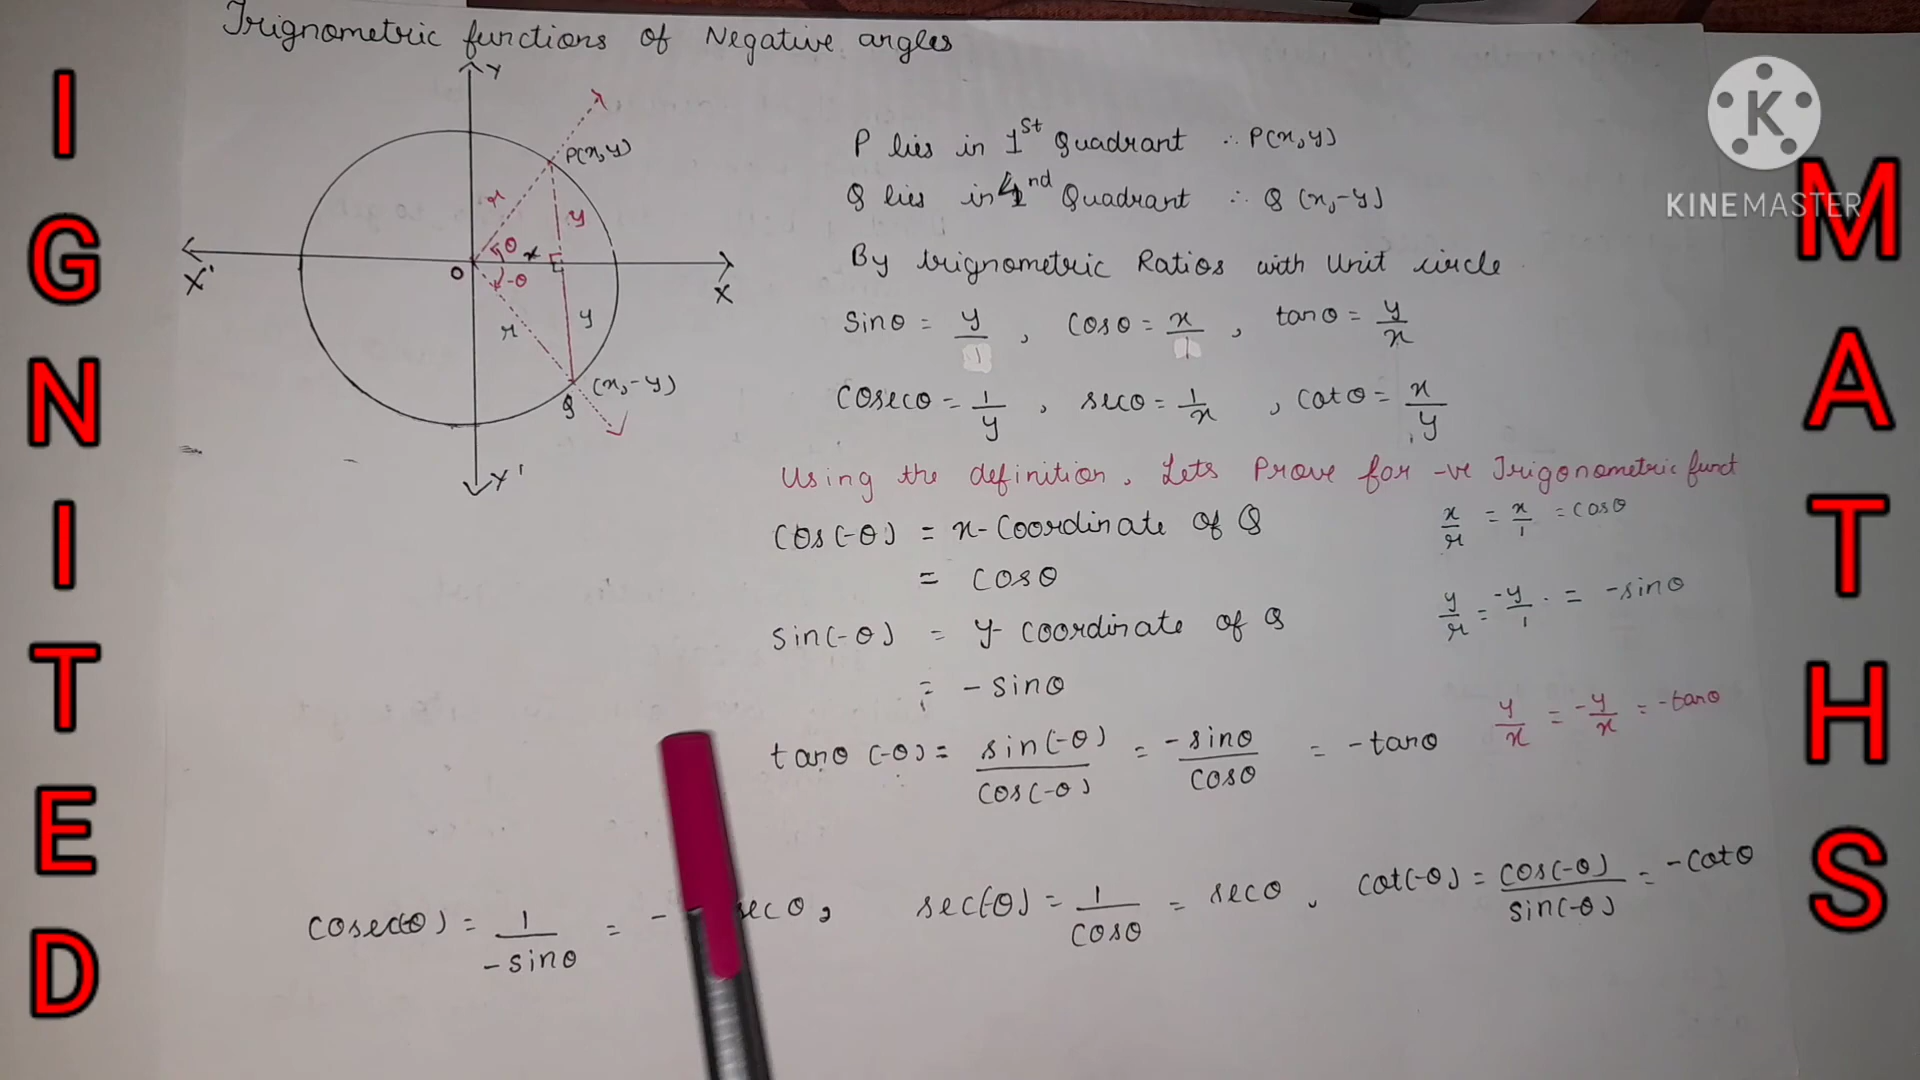 Trignometric functions of Negative angles
IGNITED
MATHS
K
KINEMASTER
Y
P(x,y)
r
y
θ
x
O
-θ
X'
X
r
y
(x,-y)
Q
Y'
P lies in 1st Quadrant ∴ P(x,y)
Q lies in 4nd Quadrant ∴ Q (x,-y)
By trignometric Ratios with Unit circle
sinθ = y/1 , cosθ = x/1 , tanθ = y/x
cosecθ = 1/y , secθ = 1/x , cotθ = x/y
Using the definition, Lets Prove for -ve Trigonometric funct
cos(-θ) = x-coordinate of Q
x/r = x/1 = cosθ
= cosθ
sin(-θ) = y-coordinate of Q
y/r = -y/1 . = -sinθ
= -sinθ
tanθ (-θ) = sin(-θ)/cos(-θ) = -sinθ/cosθ = -tanθ
y/x = -y/x = -tanθ
cosec(-θ) = 1/-sinθ = - secθ, sec(-θ) = 1/cosθ = secθ , cot(-θ) = cos(-θ)/sin(-θ) = -cotθ